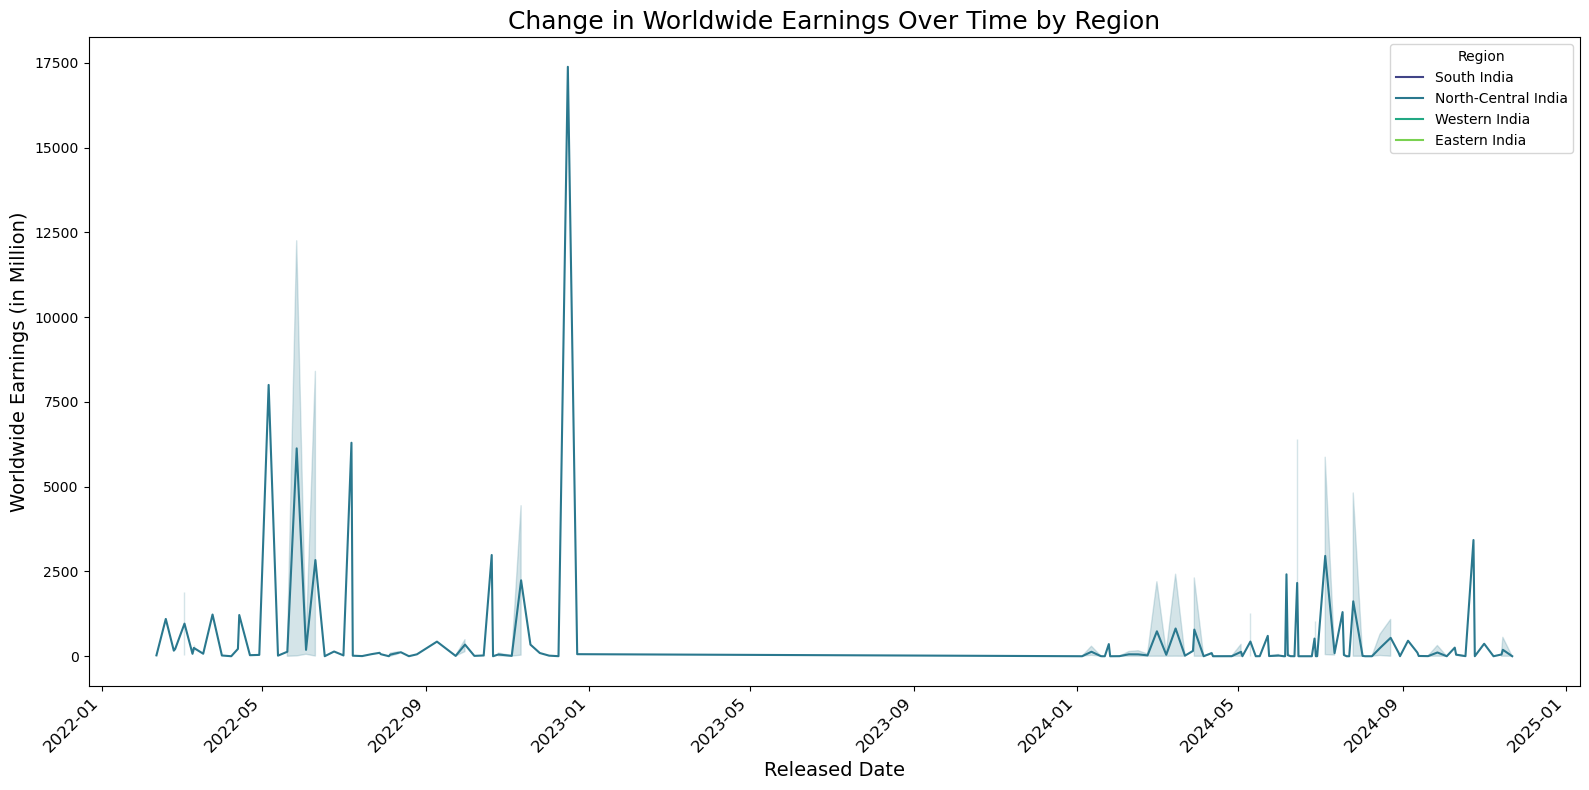 Change in Worldwide Earnings Over Time by Region
Region
South India
North-Central India
Western India
Eastern India
Worldwide Earnings (in Million)
17500
15000
12500
10000
7500
5000
2500
0
2022-01
2022-05
2022-09
2023-01
2023-05
2023-09
2024-01
2024-05
2024-09
2025-01
Released Date